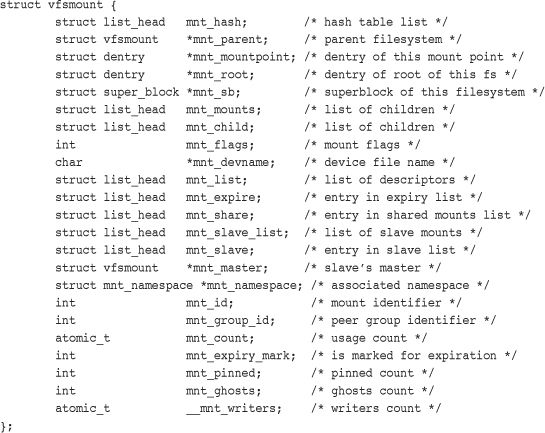 struct vfsmount {
struct list_head mnt_hash; /* hash table list */
struct vfsmount *mnt_parent; /* parent filesystem */
struct dentry *mnt_mountpoint; /* dentry of this mount point */
struct dentry *mnt_root; /* dentry of root of this fs */
struct super_block *mnt_sb; /* superblock of this filesystem */
struct list_head mnt_mounts; /* list of children */
struct list_head mnt_child; /* list of children */
int mnt_flags; /* mount flags */
char *mnt_devname; /* device file name */
struct list_head mnt_list; /* list of descriptors */
struct list_head mnt_expire; /* entry in expiry list */
struct list_head mnt_share; /* entry in shared mounts list */
struct list_head mnt_slave_list; /* list of slave mounts */
struct list_head mnt_slave; /* entry in slave list */
struct vfsmount *mnt_master; /* slave's master */
struct mnt_namespace *mnt_namespace; /* associated namespace */
int mnt_id; /* mount identifier */
int mnt_group_id; /* peer group identifier */
atomic_t mnt_count; /* usage count */
int mnt_expiry_mark; /* is marked for expiration */
int mnt_pinned; /* pinned count */
int mnt_ghosts; /* ghosts count */
atomic_t __mnt_writers; /* writers count */
};